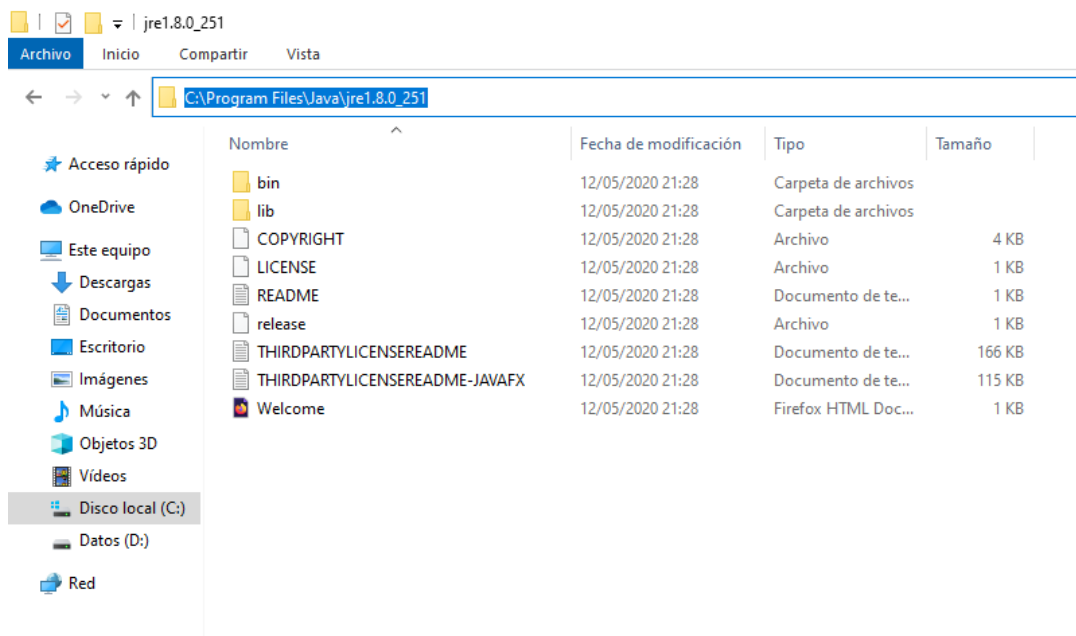 jre1.8.0_251
Archivo Inicio Compartir Vista
C:\Program Files\Java\jre1.8.0_251
Acceso rápido
OneDrive
Este equipo
Descargas
Documentos
Escritorio
Imágenes
Música
Objetos 3D
Vídeos
Disco local (C:)
Datos (D:)
Red
Nombre Fecha de modificación Tipo Tamaño
bin 12/05/2020 21:28 Carpeta de archivos
lib 12/05/2020 21:28 Carpeta de archivos
COPYRIGHT 12/05/2020 21:28 Archivo 4 KB
LICENSE 12/05/2020 21:28 Archivo 1 KB
README 12/05/2020 21:28 Documento de te... 1 KB
release 12/05/2020 21:28 Archivo 1 KB
THIRDPARTYLICENSEREADME 12/05/2020 21:28 Documento de te... 166 KB
THIRDPARTYLICENSEREADME-JAVAFX 12/05/2020 21:28 Documento de te... 115 KB
Welcome 12/05/2020 21:28 Firefox HTML Doc... 1 KB